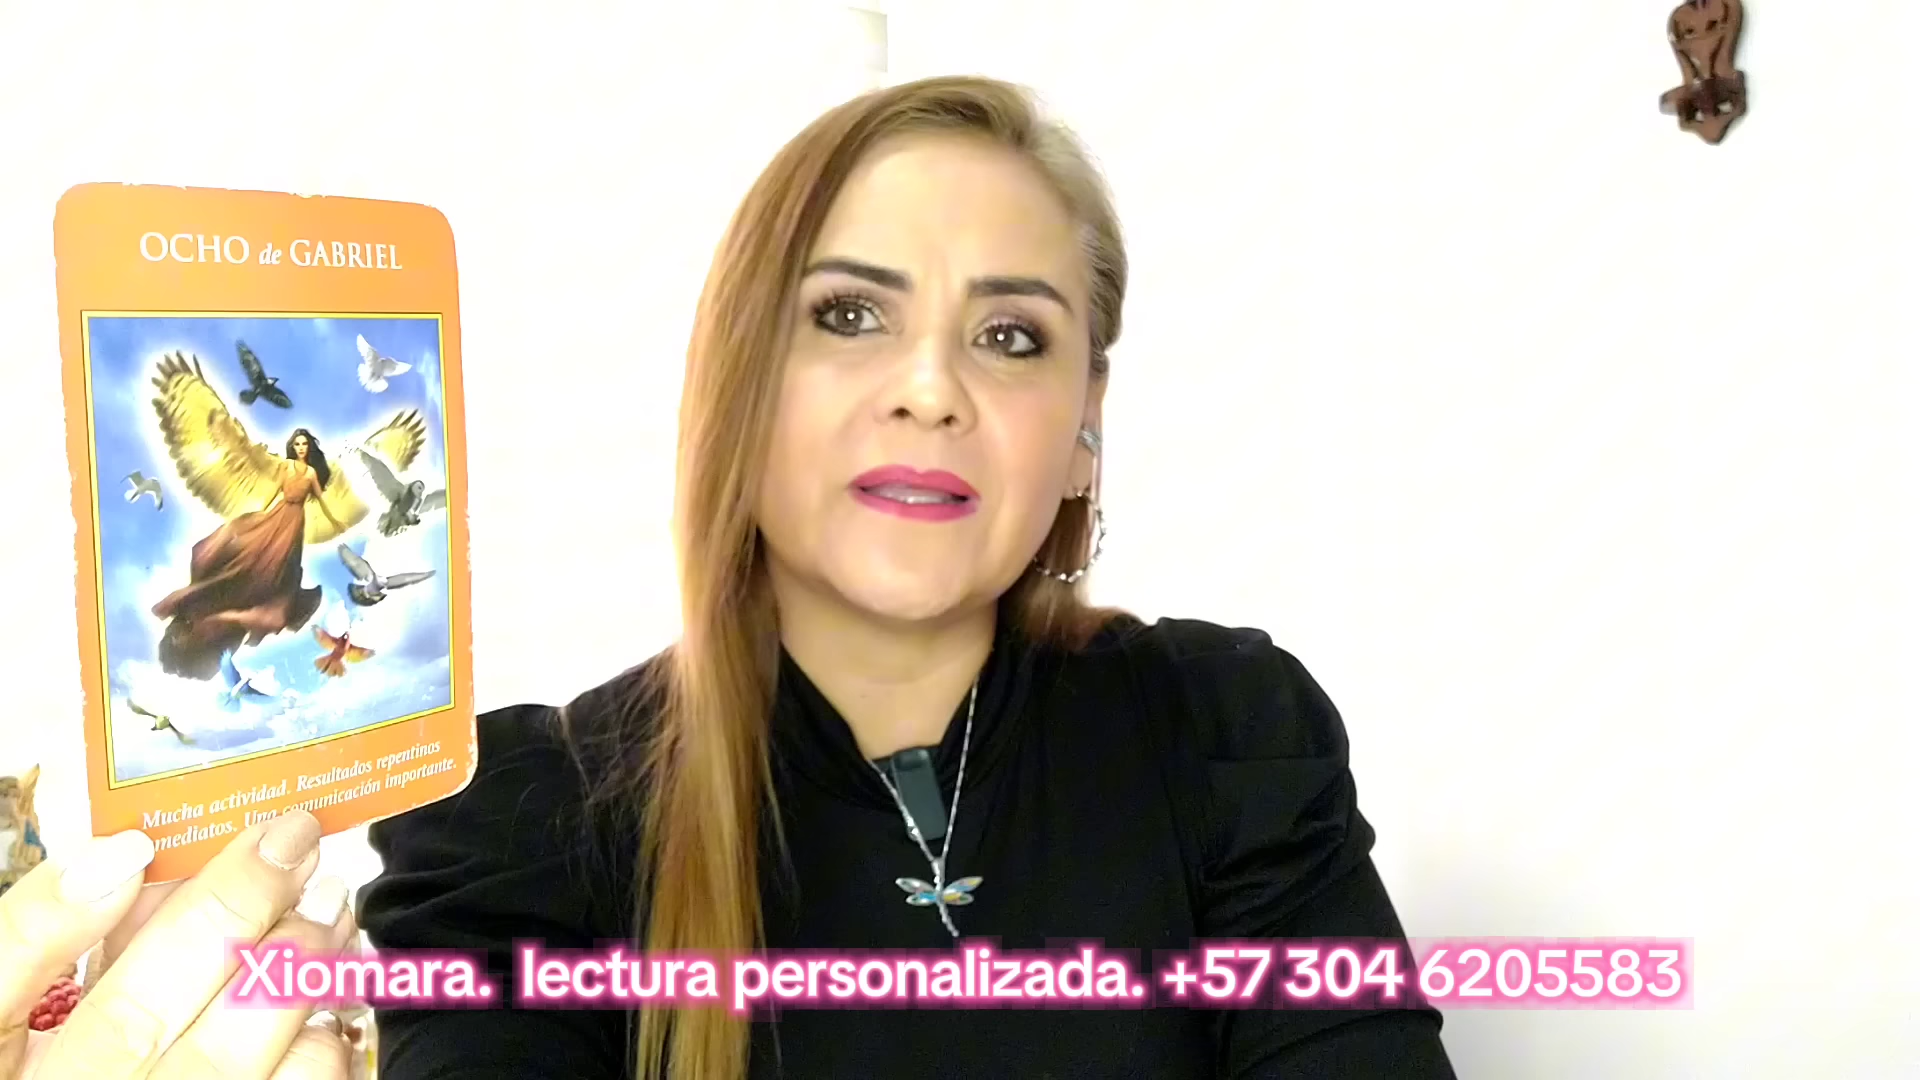 OCHO de GABRIEL
Mucha actividad. Resultados repentinos
mediatos. Una comunicación importante.
Xiomara. lectura personalizada. +57 304 6205583